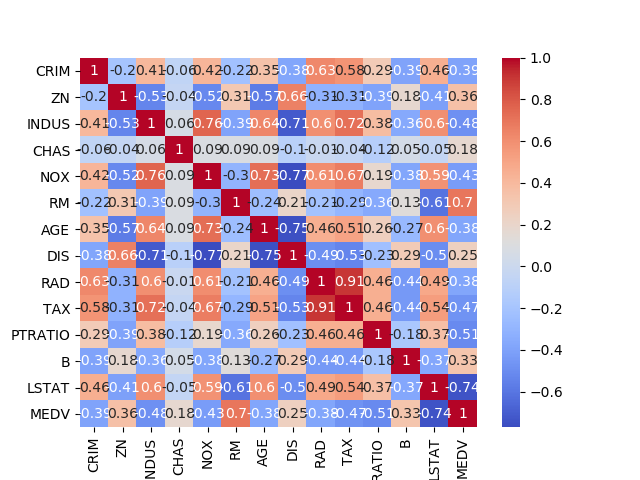 CRIM 1 -0.2 0.41 -0.06 0.42 -0.22 0.35 -0.38 0.63 0.58 0.29 -0.39 0.46 -0.39
ZN -0.2 1 -0.53 -0.04 -0.52 0.31 -0.57 0.66 -0.31 -0.31 -0.39 0.18 -0.41 0.36
INDUS 0.41 -0.53 1 0.06 0.76 -0.39 0.64 -0.71 0.6 0.72 0.38 -0.36 0.6 -0.48
CHAS -0.06 -0.04 0.06 1 0.09 0.09 0.09 -0.1 -0.01 -0.04 -0.12 0.05 -0.05 0.18
NOX 0.42 -0.52 0.76 0.09 1 -0.3 0.73 -0.77 0.61 0.67 0.19 -0.38 0.59 -0.43
RM -0.22 0.31 -0.39 0.09 -0.3 1 -0.24 0.21 -0.21 -0.29 -0.36 0.13 -0.61 0.7
AGE 0.35 -0.57 0.64 0.09 0.73 -0.24 1 -0.75 0.46 0.51 0.26 -0.27 0.6 -0.38
DIS -0.38 0.66 -0.71 -0.1 -0.77 0.21 -0.75 1 -0.49 -0.53 -0.23 0.29 -0.5 0.25
RAD 0.63 -0.31 0.6 -0.01 0.61 -0.21 0.46 -0.49 1 0.91 0.46 -0.44 0.49 -0.38
TAX 0.58 -0.31 0.72 -0.04 0.67 -0.29 0.51 -0.53 0.91 1 0.46 -0.44 0.54 -0.47
PTRATIO 0.29 -0.39 0.38 -0.12 0.19 -0.36 0.26 -0.23 0.46 0.46 1 -0.18 0.37 -0.51
B -0.39 0.18 -0.36 0.05 -0.38 0.13 -0.27 0.29 -0.44 -0.44 -0.18 1 -0.37 0.33
LSTAT 0.46 -0.41 0.6 -0.05 0.59 -0.61 0.6 -0.5 0.49 0.54 0.37 -0.37 1 -0.74
MEDV -0.39 0.36 -0.48 0.18 -0.43 0.7 -0.38 0.25 -0.38 -0.47 -0.51 0.33 -0.74 1
CRIM
ZN
NDUS
CHAS
NOX
RM
AGE
DIS
RAD
TAX
RATIO
B
LSTAT
MEDV
1.0
0.8
0.6
0.4
0.2
0.0
−0.2
−0.4
−0.6